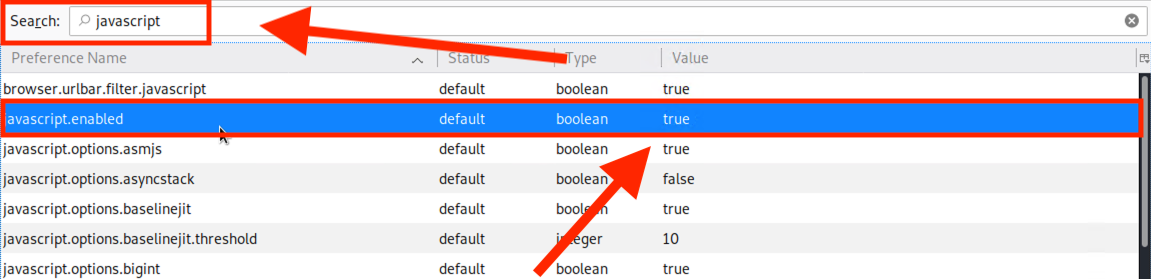 Search: javascript
Preference Name Status Type Value
browser.urlbar.filter.javascript default boolean true
javascript.enabled default boolean true
javascript.options.asmjs default boolean true
javascript.options.asyncstack default boolean false
javascript.options.baselinejit default boolean true
javascript.options.baselinejit.threshold default integer 10
javascript.options.bigint default boolean true